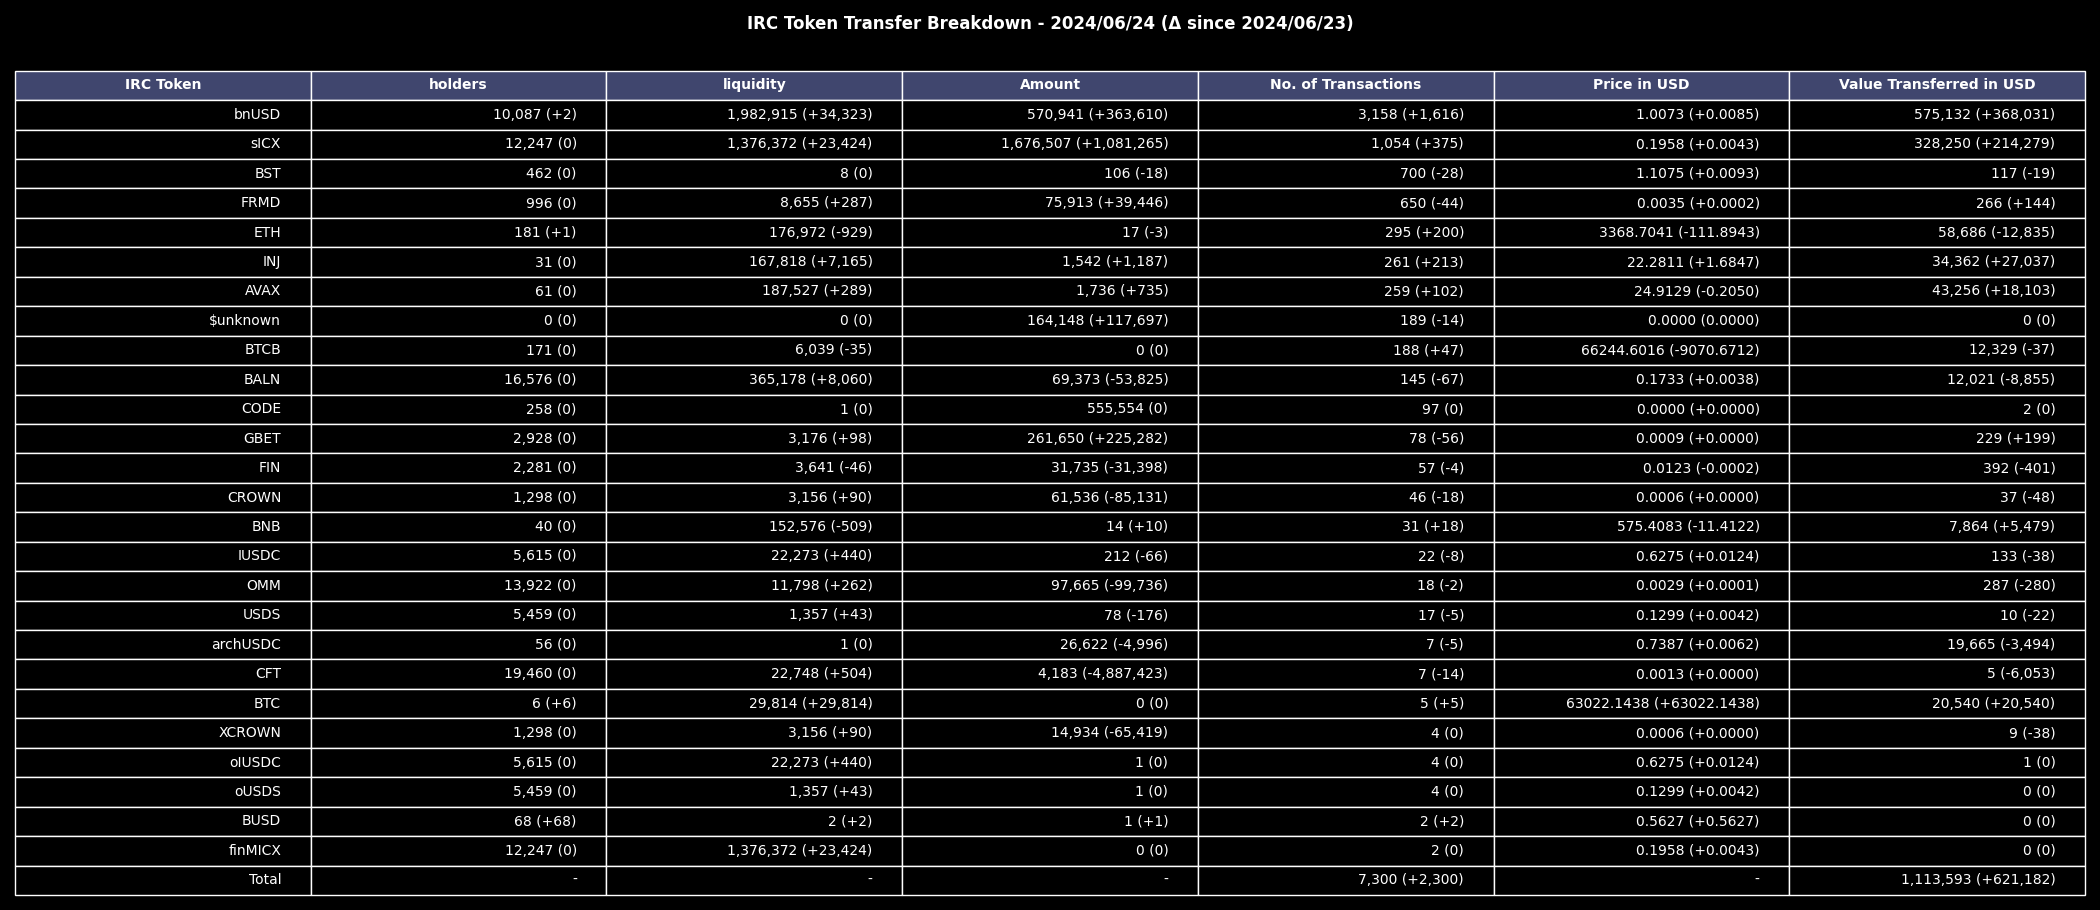 IRC Token Transfer Breakdown - 2024/06/24 (Δ since 2024/06/23)
IRC Token holders liquidity Amount No. of Transactions Price in USD Value Transferred in USD
bnUSD 10,087 (+2) 1,982,915 (+34,323) 570,941 (+363,610) 3,158 (+1,616) 1.0073 (+0.0085) 575,132 (+368,031)
sICX 12,247 (0) 1,376,372 (+23,424) 1,676,507 (+1,081,265) 1,054 (+375) 0.1958 (+0.0043) 328,250 (+214,279)
BST 462 (0) 8 (0) 106 (-18) 700 (-28) 1.1075 (+0.0093) 117 (-19)
FRMD 996 (0) 8,655 (+287) 75,913 (+39,446) 650 (-44) 0.0035 (+0.0002) 266 (+144)
ETH 181 (+1) 176,972 (-929) 17 (-3) 295 (+200) 3368.7041 (-111.8943) 58,686 (-12,835)
INJ 31 (0) 167,818 (+7,165) 1,542 (+1,187) 261 (+213) 22.2811 (+1.6847) 34,362 (+27,037)
AVAX 61 (0) 187,527 (+289) 1,736 (+735) 259 (+102) 24.9129 (-0.2050) 43,256 (+18,103)
$unknown 0 (0) 0 (0) 164,148 (+117,697) 189 (-14) 0.0000 (0.0000) 0 (0)
BTCB 171 (0) 6,039 (-35) 0 (0) 188 (+47) 66244.6016 (-9070.6712) 12,329 (-37)
BALN 16,576 (0) 365,178 (+8,060) 69,373 (-53,825) 145 (-67) 0.1733 (+0.0038) 12,021 (-8,855)
CODE 258 (0) 1 (0) 555,554 (0) 97 (0) 0.0000 (+0.0000) 2 (0)
GBET 2,928 (0) 3,176 (+98) 261,650 (+225,282) 78 (-56) 0.0009 (+0.0000) 229 (+199)
FIN 2,281 (0) 3,641 (-46) 31,735 (-31,398) 57 (-4) 0.0123 (-0.0002) 392 (-401)
CROWN 1,298 (0) 3,156 (+90) 61,536 (-85,131) 46 (-18) 0.0006 (+0.0000) 37 (-48)
BNB 40 (0) 152,576 (-509) 14 (+10) 31 (+18) 575.4083 (-11.4122) 7,864 (+5,479)
IUSDC 5,615 (0) 22,273 (+440) 212 (-66) 22 (-8) 0.6275 (+0.0124) 133 (-38)
OMM 13,922 (0) 11,798 (+262) 97,665 (-99,736) 18 (-2) 0.0029 (+0.0001) 287 (-280)
USDS 5,459 (0) 1,357 (+43) 78 (-176) 17 (-5) 0.1299 (+0.0042) 10 (-22)
archUSDC 56 (0) 1 (0) 26,622 (-4,996) 7 (-5) 0.7387 (+0.0062) 19,665 (-3,494)
CFT 19,460 (0) 22,748 (+504) 4,183 (-4,887,423) 7 (-14) 0.0013 (+0.0000) 5 (-6,053)
BTC 6 (+6) 29,814 (+29,814) 0 (0) 5 (+5) 63022.1438 (+63022.1438) 20,540 (+20,540)
XCROWN 1,298 (0) 3,156 (+90) 14,934 (-65,419) 4 (0) 0.0006 (+0.0000) 9 (-38)
oIUSDC 5,615 (0) 22,273 (+440) 1 (0) 4 (0) 0.6275 (+0.0124) 1 (0)
oUSDS 5,459 (0) 1,357 (+43) 1 (0) 4 (0) 0.1299 (+0.0042) 0 (0)
BUSD 68 (+68) 2 (+2) 1 (+1) 2 (+2) 0.5627 (+0.5627) 0 (0)
finMICX 12,247 (0) 1,376,372 (+23,424) 0 (0) 2 (0) 0.1958 (+0.0043) 0 (0)
Total - - - 7,300 (+2,300) - 1,113,593 (+621,182)